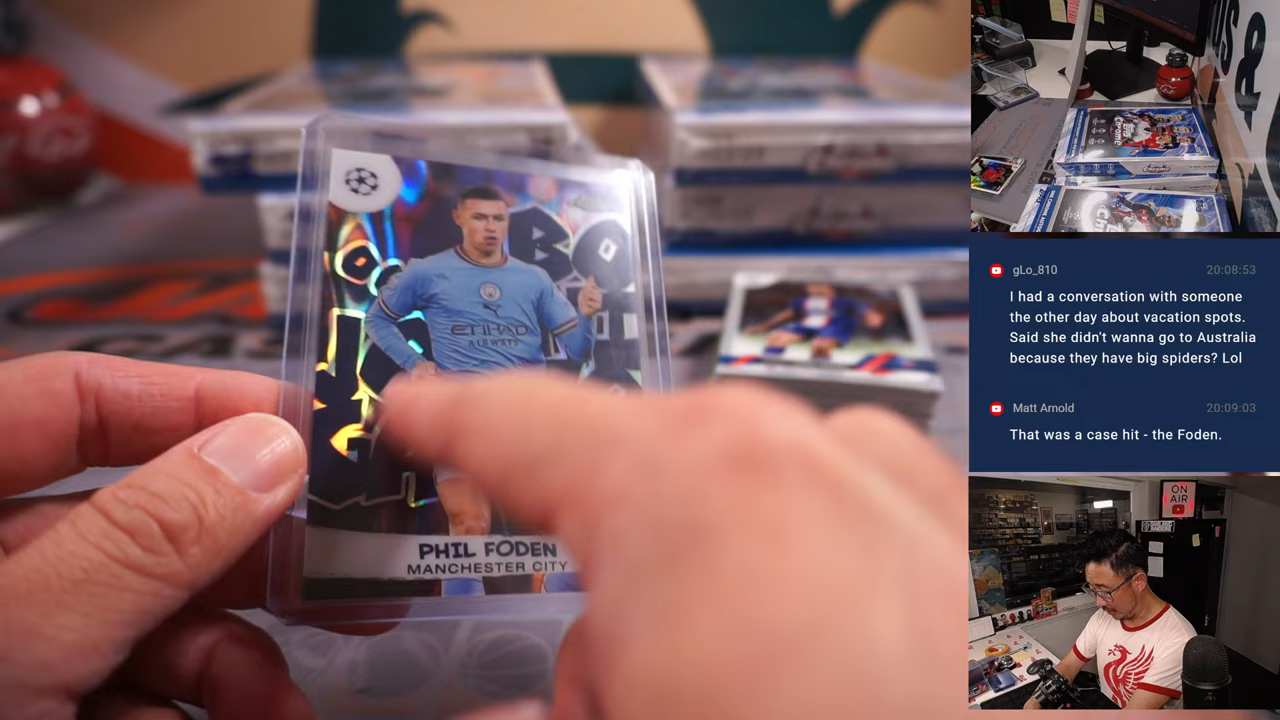 BO
ETIHAD
AIRWAYS
PHIL FODEN
MANCHESTER CITY
US &
gLo_810 20:08:53
I had a conversation with someone
the other day about vacation spots.
Said she didn't wanna go to Australia
because they have big spiders? Lol
Matt Arnold 20:09:03
That was a case hit - the Foden.
ON
AIR